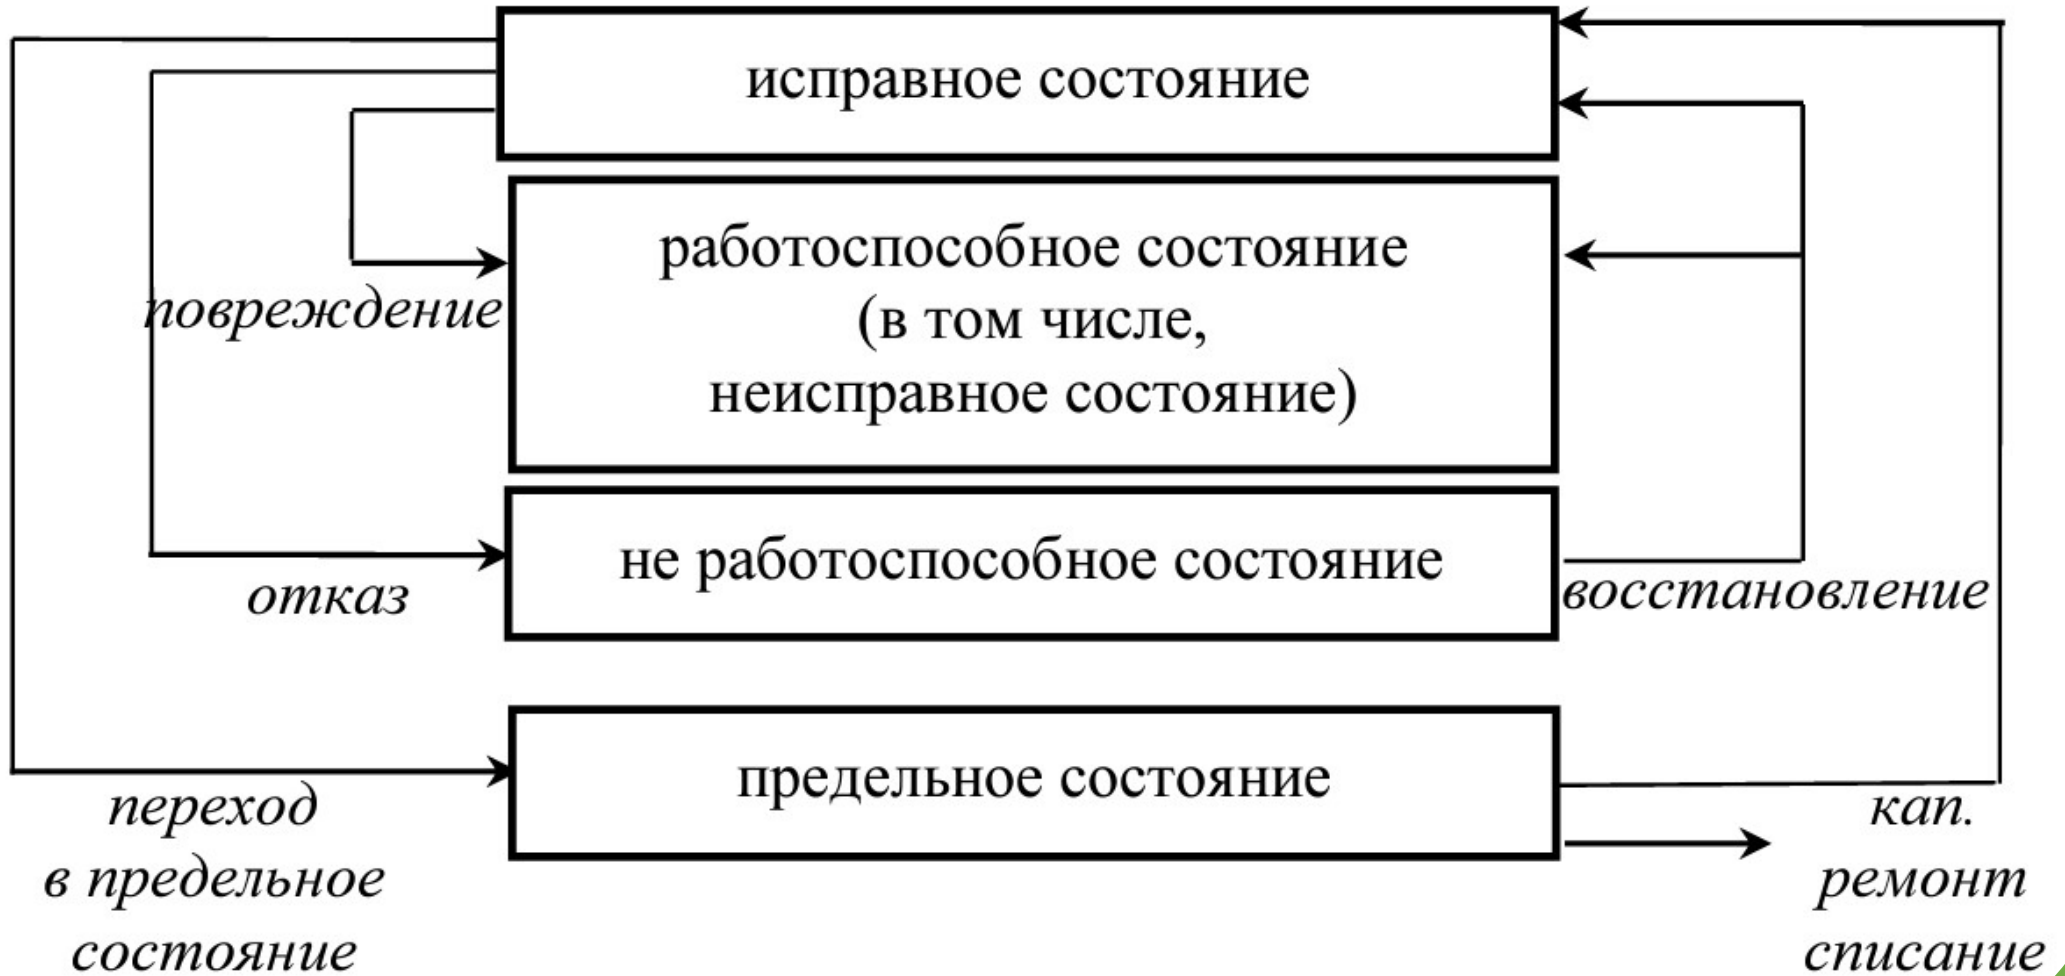 исправное состояние
работоспособное состояние
(в том числе,
неисправное состояние)
повреждение
не работоспособное состояние
отказ
восстановление
предельное состояние
переход
в предельное
состояние
кап.
ремонт
списание